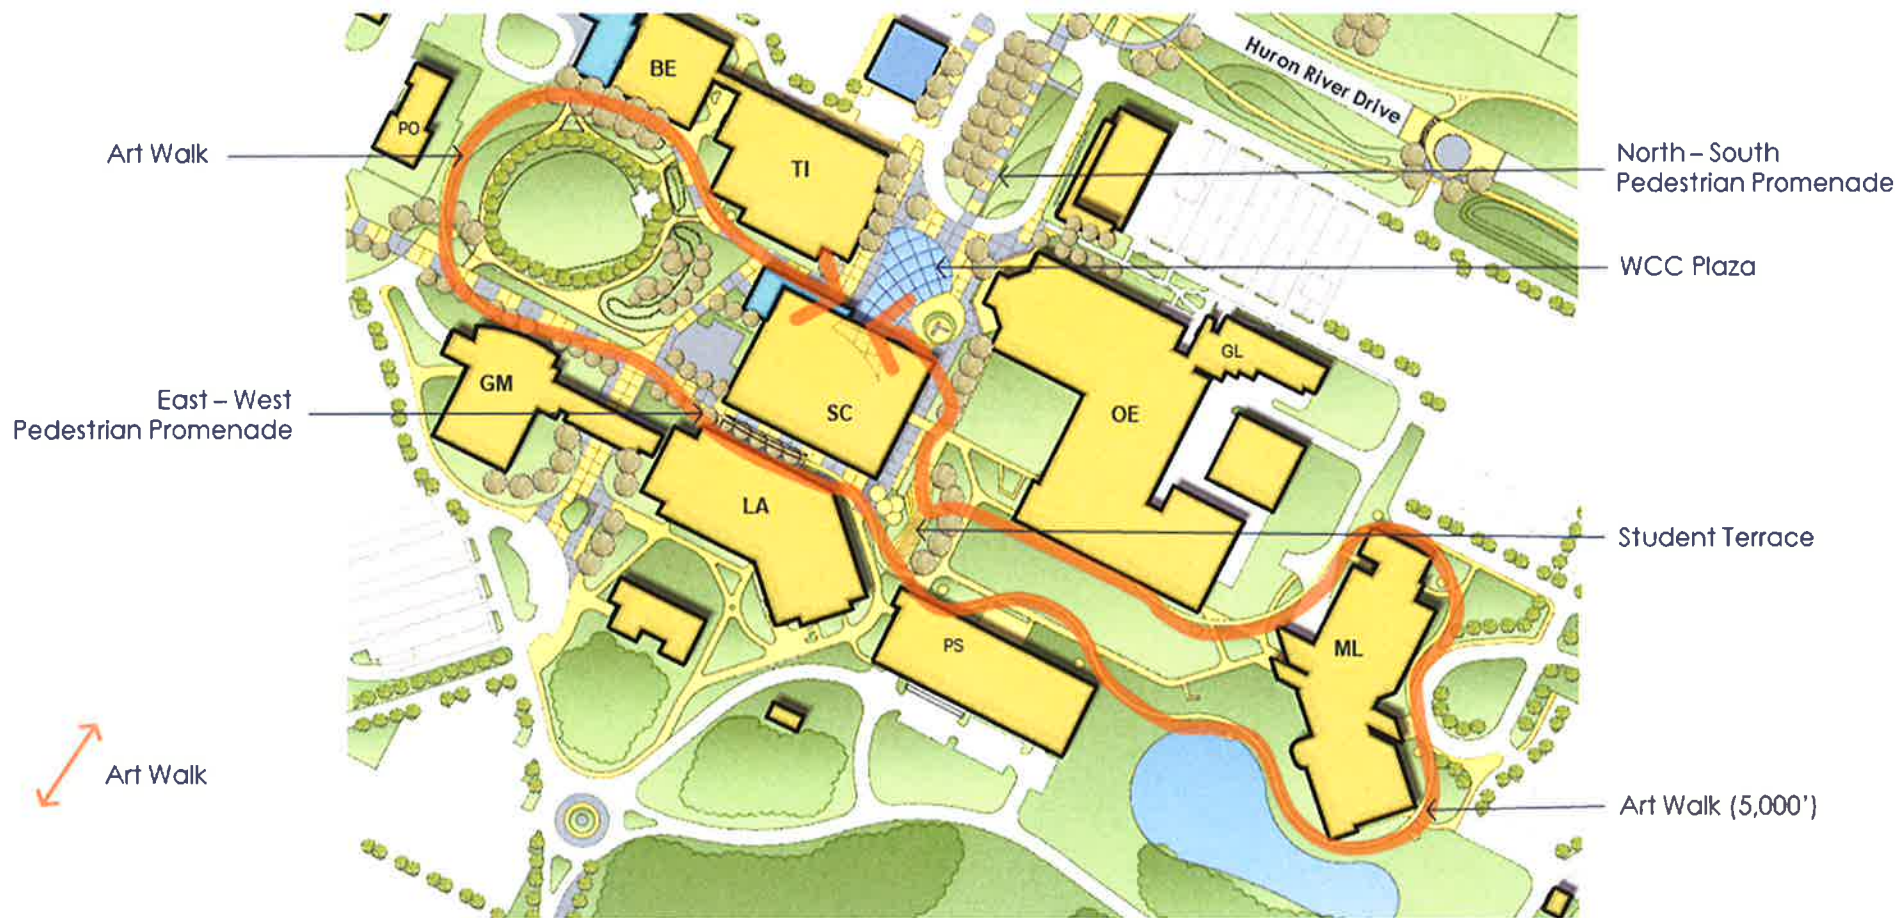 BE
Huron River Drive
PO
Art Walk
TI
North – South
Pedestrian Promenade
WCC Plaza
GL
GM
East – West
Pedestrian Promenade
SC
OE
LA
Student Terrace
PS
ML
Art Walk
Art Walk (5,000')